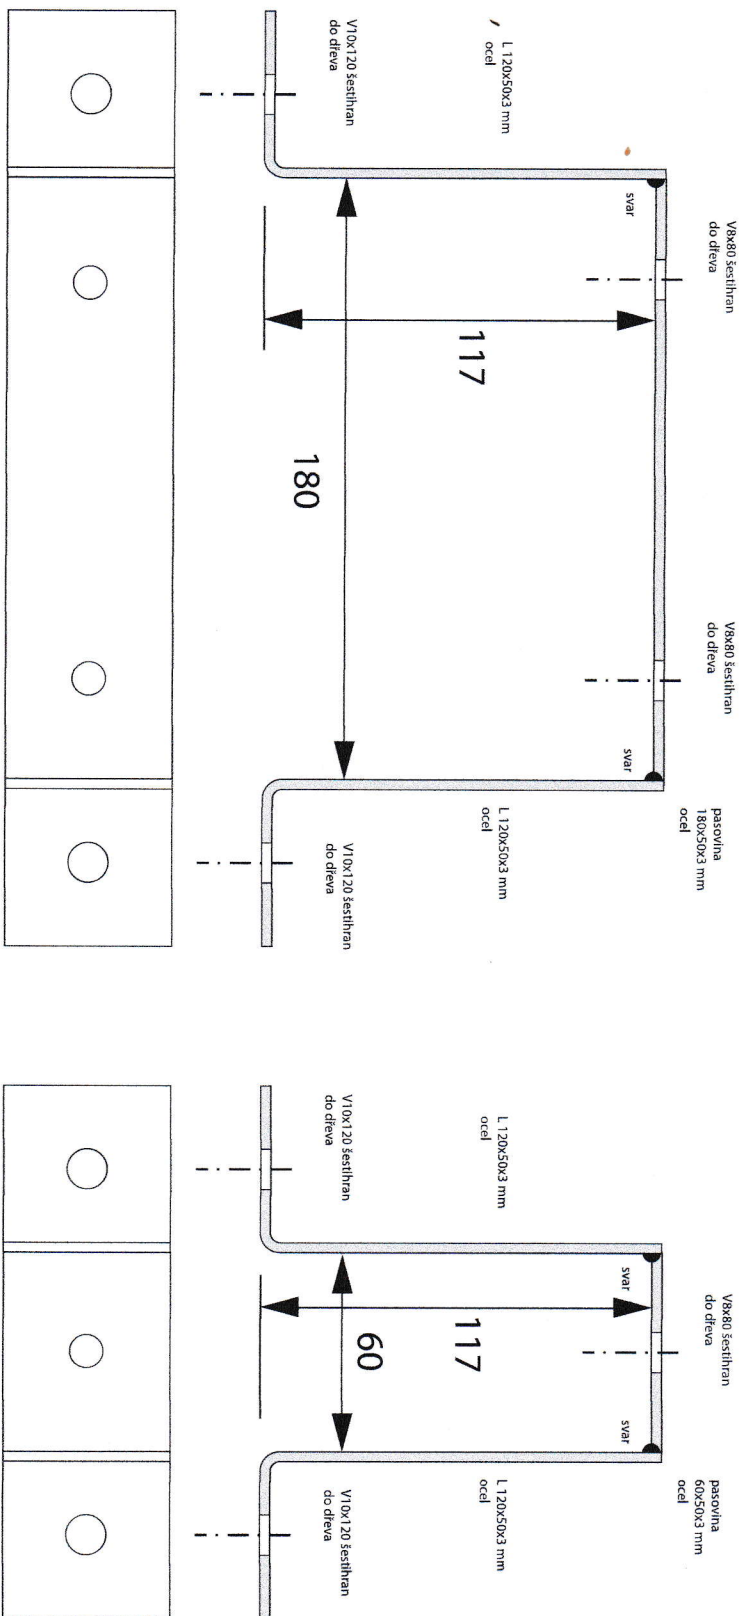 V8x80 šestihran
do dřeva
V8x80 šestihran
do dřeva
pasovina
180x50x3 mm
ocel
svar
svar
L 120x50x3 mm
ocel
117
L 120x50x3 mm
ocel
180
V10x120 šestihran
do dřeva
V10x120 šestihran
do dřeva
V8x80 šestihran
do dřeva
pasovina
60x50x3 mm
ocel
svar
svar
L 120x50x3 mm
ocel
117
L 120x50x3 mm
ocel
60
V10x120 šestihran
do dřeva
V10x120 šestihran
do dřeva